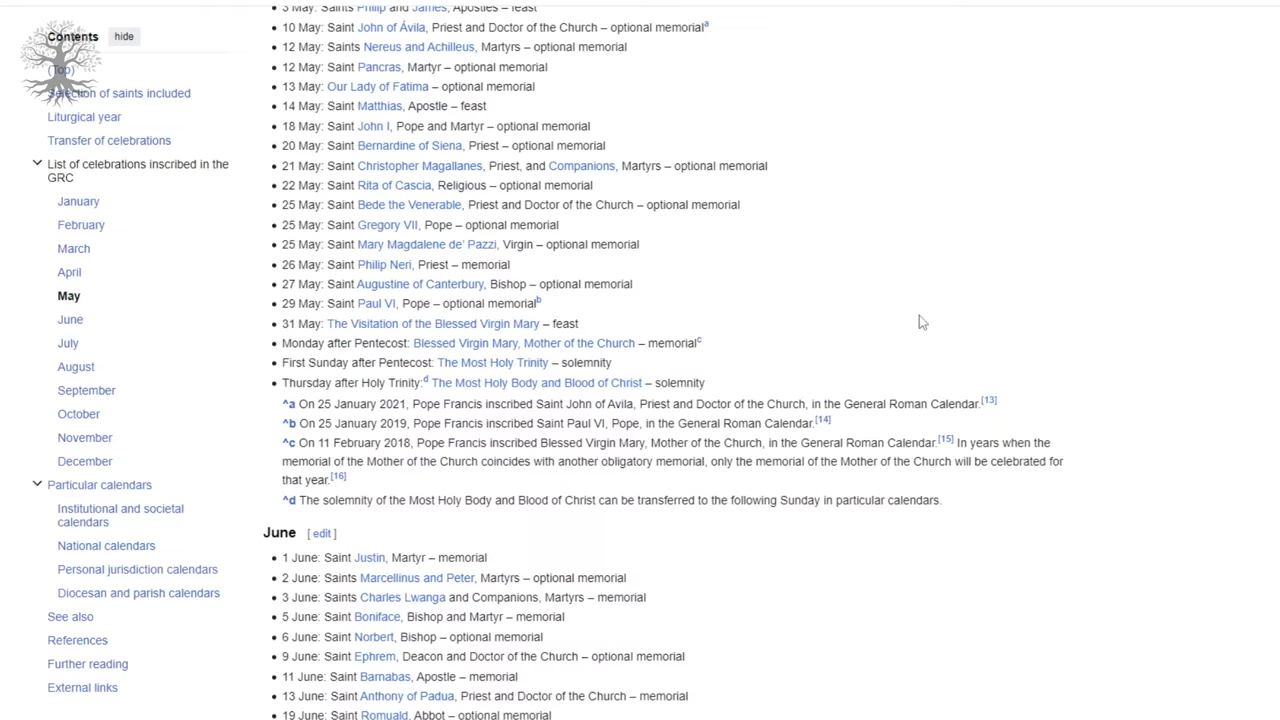 Contents hide
(Top)
Selection of saints included
Liturgical year
Transfer of celebrations
List of celebrations inscribed in the
GRC
January
February
March
April
May
June
July
August
September
October
November
December
Particular calendars
Institutional and societal
calendars
National calendars
Personal jurisdiction calendars
Diocesan and parish calendars
See also
References
Further reading
External links
3 May: Saints Philip and James, Apostles – feast
• 10 May: Saint John of Ávila, Priest and Doctor of the Church – optional memorial^a
• 12 May: Saints Nereus and Achilleus, Martyrs – optional memorial
• 12 May: Saint Pancras, Martyr – optional memorial
• 13 May: Our Lady of Fatima – optional memorial
• 14 May: Saint Matthias, Apostle – feast
• 18 May: Saint John I, Pope and Martyr – optional memorial
• 20 May: Saint Bernardine of Siena, Priest – optional memorial
• 21 May: Saint Christopher Magallanes, Priest, and Companions, Martyrs – optional memorial
• 22 May: Saint Rita of Cascia, Religious – optional memorial
• 25 May: Saint Bede the Venerable, Priest and Doctor of the Church – optional memorial
• 25 May: Saint Gregory VII, Pope – optional memorial
• 25 May: Saint Mary Magdalene de' Pazzi, Virgin – optional memorial
• 26 May: Saint Philip Neri, Priest – memorial
• 27 May: Saint Augustine of Canterbury, Bishop – optional memorial
• 29 May: Saint Paul VI, Pope – optional memorial^b
• 31 May: The Visitation of the Blessed Virgin Mary – feast
• Monday after Pentecost: Blessed Virgin Mary, Mother of the Church – memorial^c
• First Sunday after Pentecost: The Most Holy Trinity – solemnity
• Thursday after Holy Trinity:^d The Most Holy Body and Blood of Christ – solemnity
^a On 25 January 2021, Pope Francis inscribed Saint John of Avila, Priest and Doctor of the Church, in the General Roman Calendar.[13]
^b On 25 January 2019, Pope Francis inscribed Saint Paul VI, Pope, in the General Roman Calendar.[14]
^c On 11 February 2018, Pope Francis inscribed Blessed Virgin Mary, Mother of the Church, in the General Roman Calendar.[15] In years when the
memorial of the Mother of the Church coincides with another obligatory memorial, only the memorial of the Mother of the Church will be celebrated for
that year.[16]
^d The solemnity of the Most Holy Body and Blood of Christ can be transferred to the following Sunday in particular calendars.
June [ edit ]
• 1 June: Saint Justin, Martyr – memorial
• 2 June: Saints Marcellinus and Peter, Martyrs – optional memorial
• 3 June: Saints Charles Lwanga and Companions, Martyrs – memorial
• 5 June: Saint Boniface, Bishop and Martyr – memorial
• 6 June: Saint Norbert, Bishop – optional memorial
• 9 June: Saint Ephrem, Deacon and Doctor of the Church – optional memorial
• 11 June: Saint Barnabas, Apostle – memorial
• 13 June: Saint Anthony of Padua, Priest and Doctor of the Church – memorial
• 19 June: Saint Romuald, Abbot – optional memorial